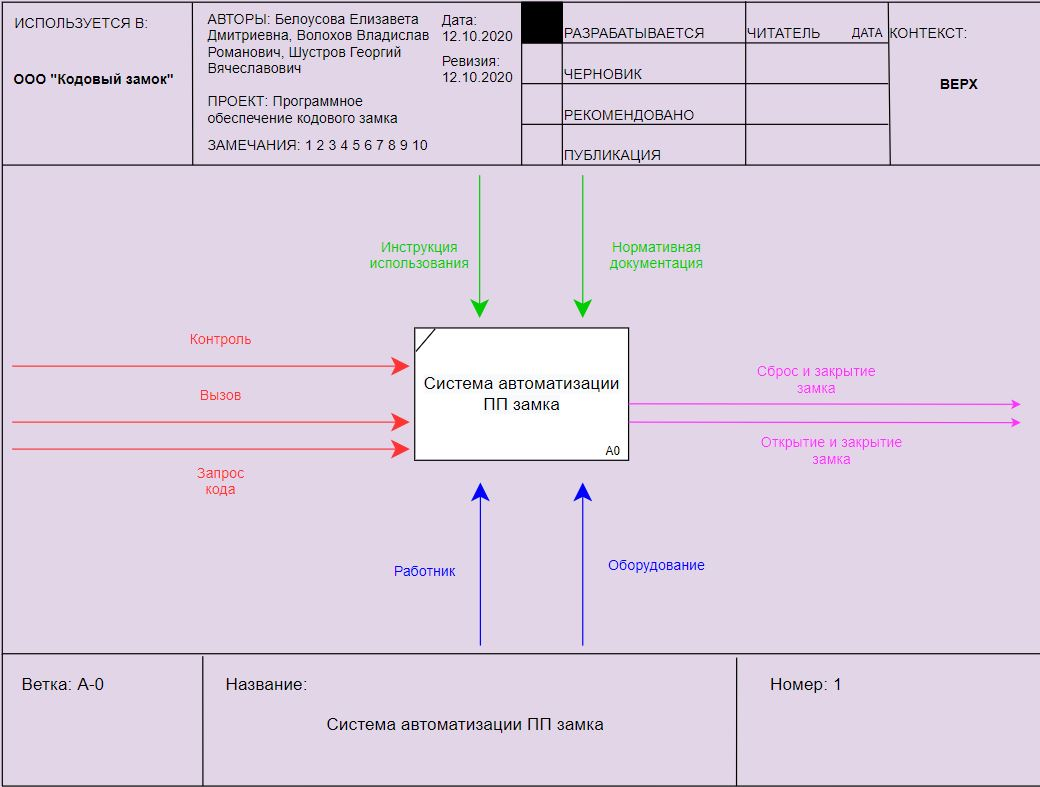 ИСПОЛЬЗУЕТСЯ В:
ООО "Кодовый замок"
АВТОРЫ: Белоусова Елизавета
Дмитриевна, Волохов Владислав
Романович, Шустров Георгий
Вячеславович
ПРОЕКТ: Программное
обеспечение кодового замка
ЗАМЕЧАНИЯ: 1 2 3 4 5 6 7 8 9 10
Дата:
12.10.2020
Ревизия:
12.10.2020
РАЗРАБАТЫВАЕТСЯ
ЧЕРНОВИК
РЕКОМЕНДОВАНО
ПУБЛИКАЦИЯ
ЧИТАТЕЛЬ
ДАТА
КОНТЕКСТ:
ВЕРХ
Инструкция
использования
Нормативная
документация
Контроль
Вызов
Запрос
кода
Система автоматизации
ПП замка
A0
Сброс и закрытие
замка
Открытие и закрытие
замка
Работник
Оборудование
Ветка: А-0
Название:
Система автоматизации ПП замка
Номер: 1